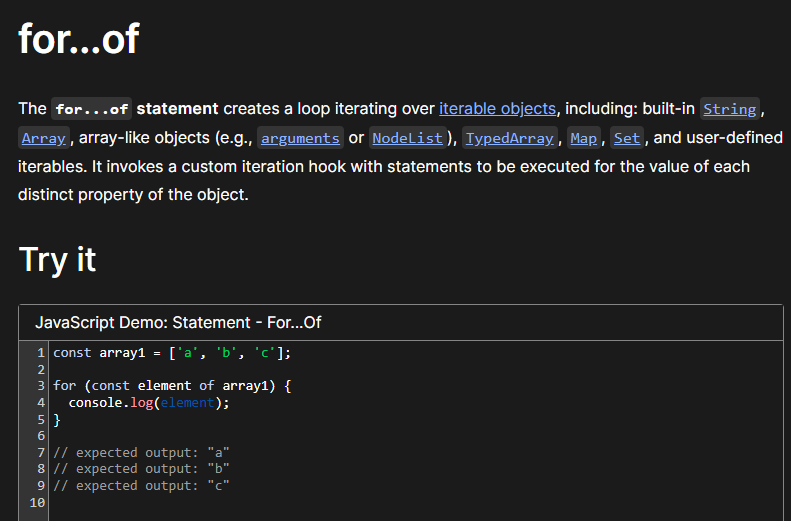 for...of
The for...of statement creates a loop iterating over iterable objects, including: built-in String,
Array, array-like objects (e.g., arguments or NodeList), TypedArray, Map, Set, and user-defined
iterables. It invokes a custom iteration hook with statements to be executed for the value of each
distinct property of the object.
Try it
JavaScript Demo: Statement - For...Of
1 const array1 = ['a', 'b', 'c'];
2
3 for (const element of array1) {
4   console.log(element);
5 }
6
7 // expected output: "a"
8 // expected output: "b"
9 // expected output: "c"
10